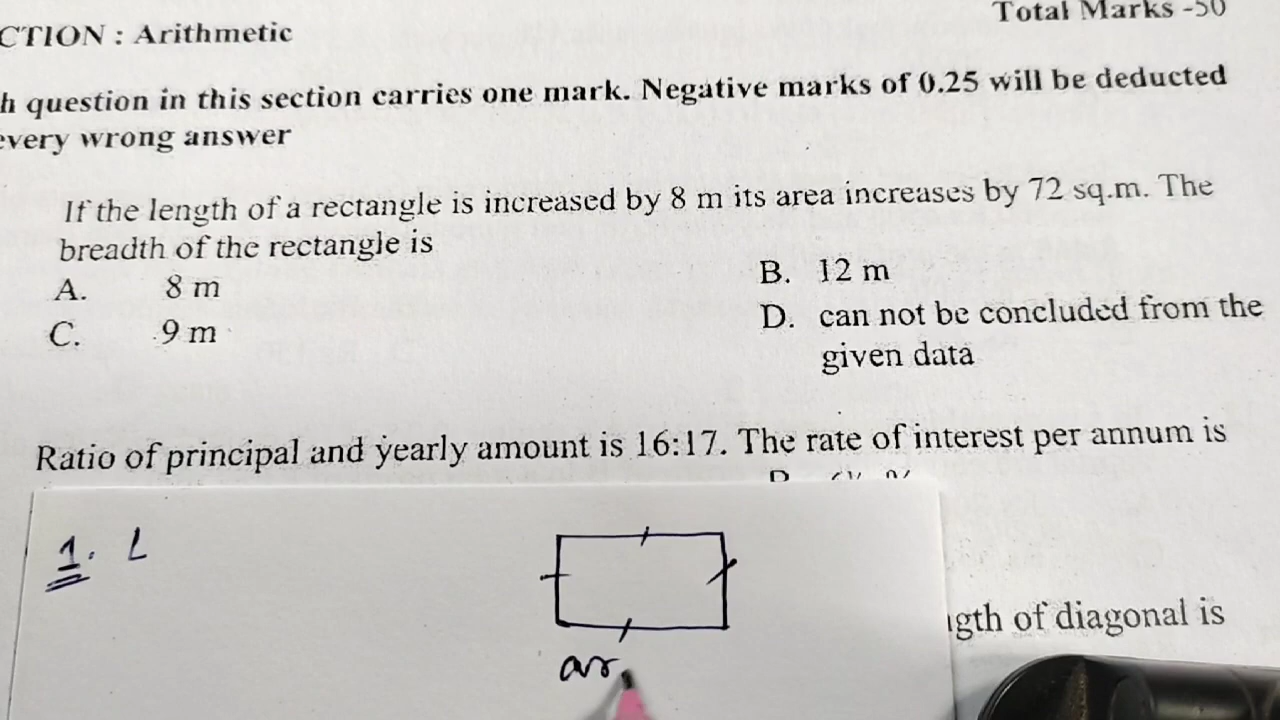 Total Marks -50
CTION : Arithmetic
h question in this section carries one mark. Negative marks of 0.25 will be deducted
every wrong answer
If the length of a rectangle is increased by 8 m its area increases by 72 sq.m. The
breadth of the rectangle is
A. 8 m
B. 12 m
C. 9 m
D. can not be concluded from the
given data
Ratio of principal and yearly amount is 16:17. The rate of interest per annum is
1. L
ar
gth of diagonal is